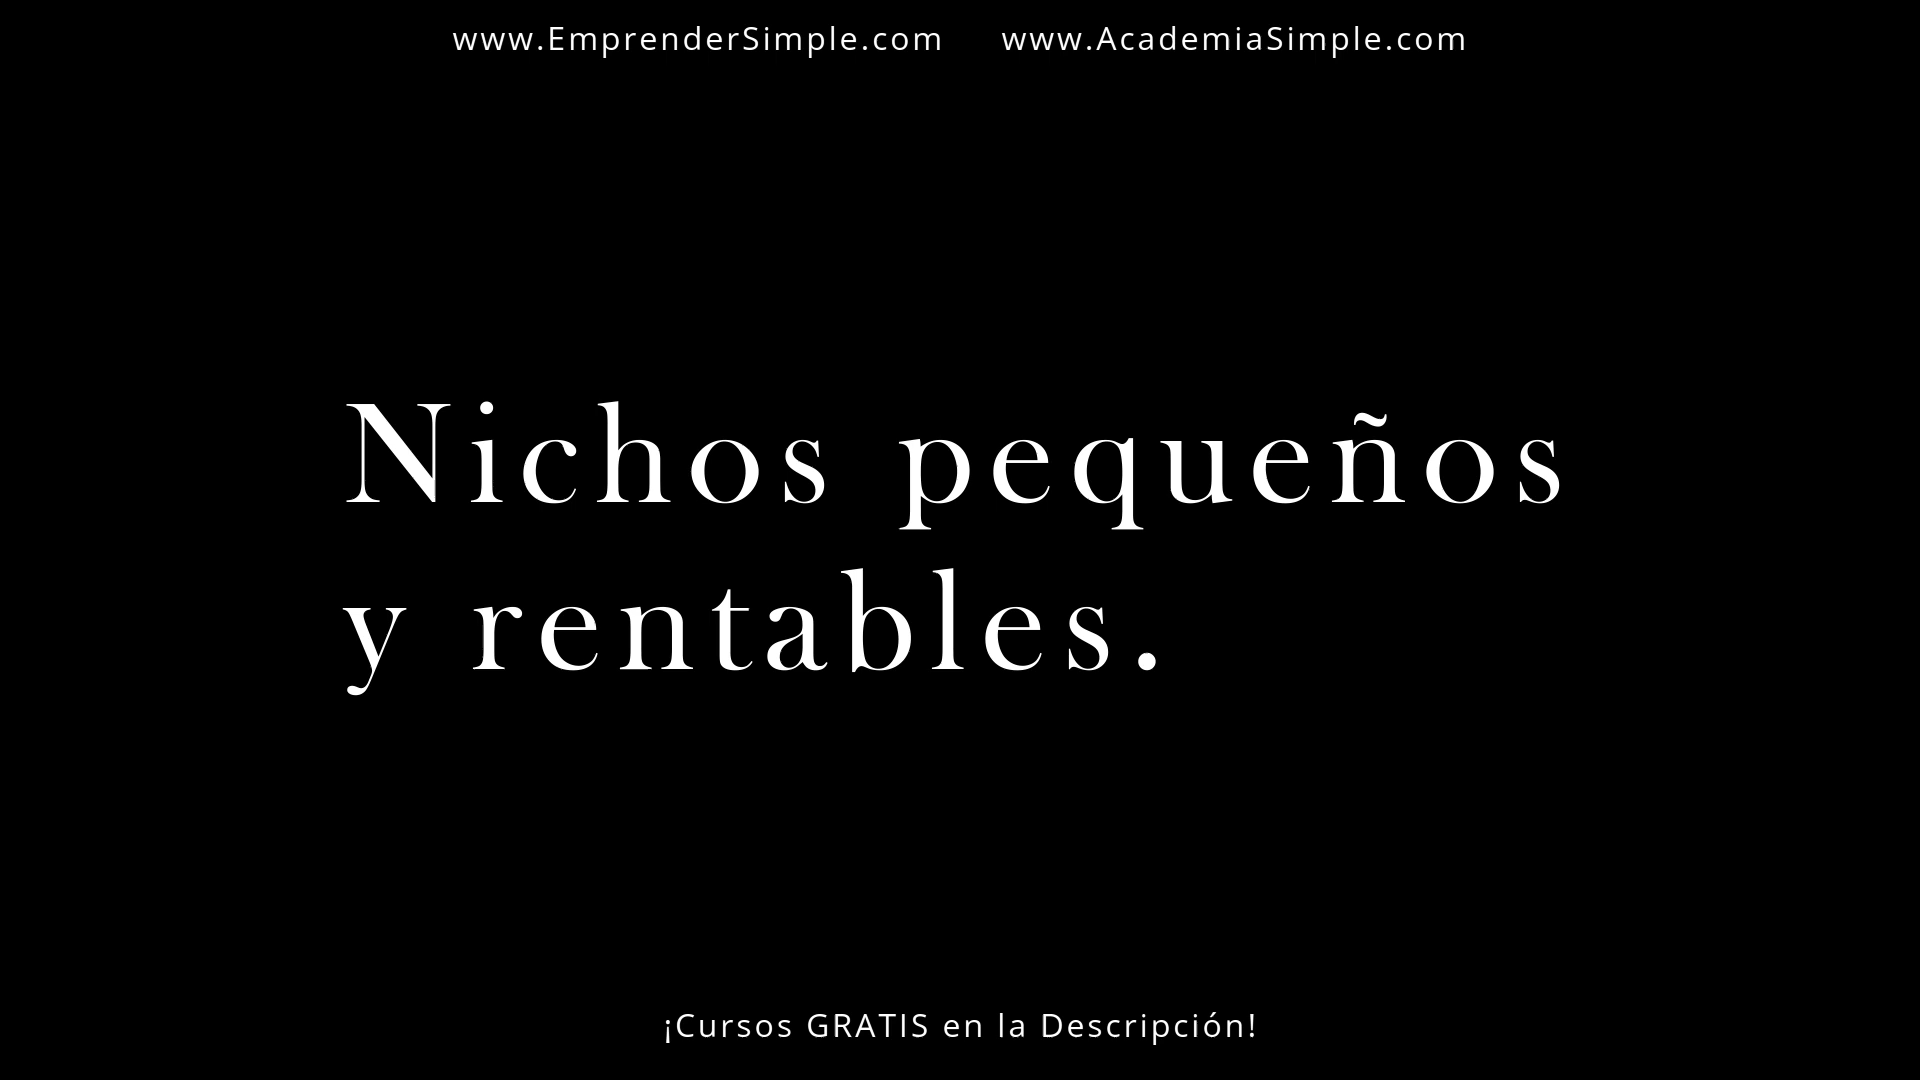 www.EmprenderSimple.com www.AcademiaSimple.com
Nichos pequeños
y rentables.
¡Cursos GRATIS en la Descripción!